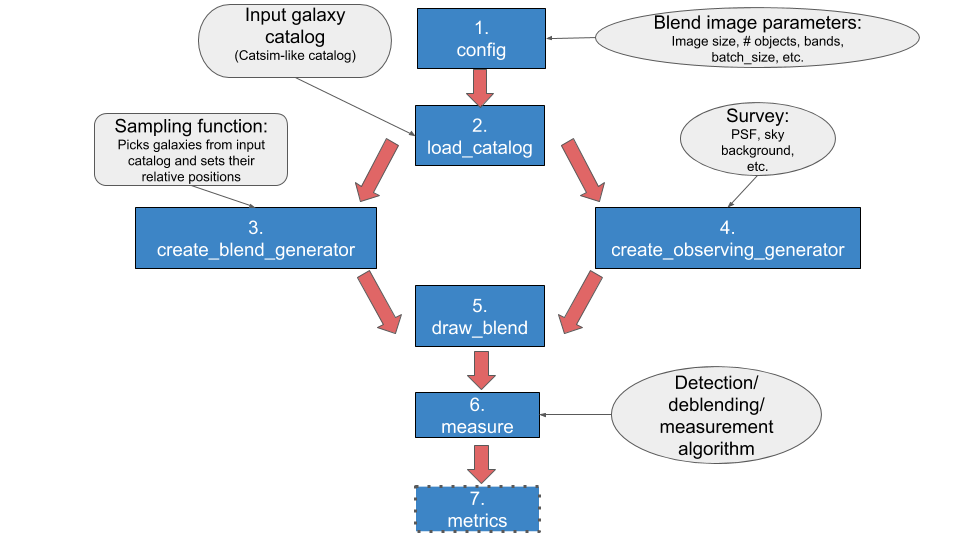 Input galaxy
catalog
(Catsim-like catalog)
1.
config
Blend image parameters:
Image size, # objects, bands,
batch_size, etc.
Sampling function:
Picks galaxies from input
catalog and sets their
relative positions
2.
load_catalog
Survey:
PSF, sky
background,
etc.
3.
create_blend_generator
4.
create_observing_generator
5.
draw_blend
6.
measure
Detection/
deblending/
measurement
algorithm
7.
metrics